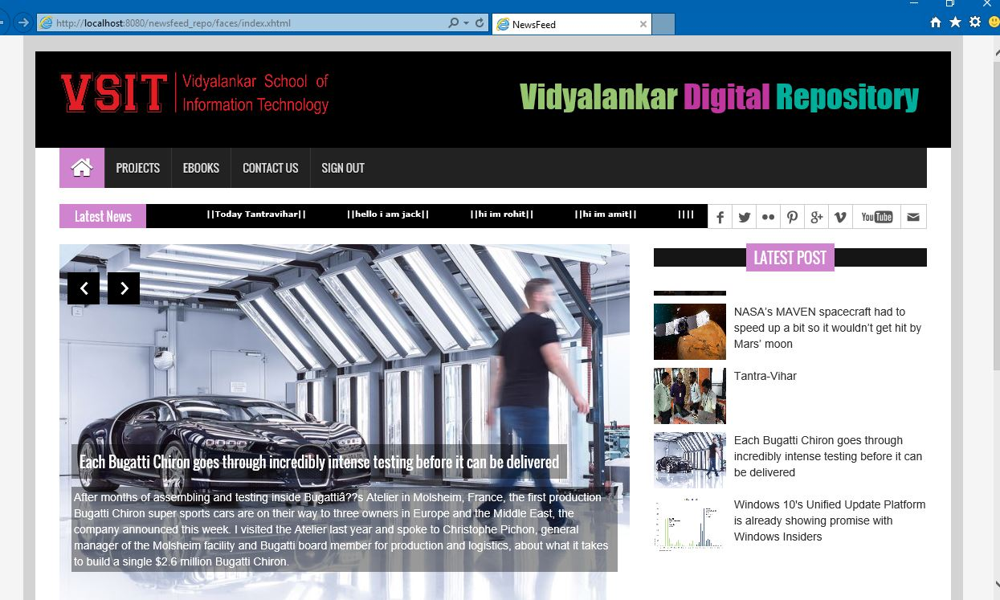 http://localhost:8080/newsfeed_repo/faces/index.xhtml
NewsFeed
VSIT
Vidyalankar School of
Information Technology
Vidyalankar Digital Repository
PROJECTS
EBOOKS
CONTACT US
SIGN OUT
Latest News
||Today Tantravihar||
||hello i am jack||
||hi im rohit||
||hi im amit||
||||
You Tube
Each Bugatti Chiron goes through incredibly intense testing before it can be delivered
After months of assembling and testing inside Bugattiâ??s Atelier in Molsheim, France, the first production
Bugatti Chiron super sports cars are on their way to three owners in Europe and the Middle East, the
company announced this week. I visited the Atelier last year and spoke to Christophe Pichon, general
manager of the Molsheim facility and Bugatti board member for production and logistics, about what it takes
to build a single $2.6 million Bugatti Chiron.
LATEST POST
NASA's MAVEN spacecraft had to
speed up a bit so it wouldn't get hit by
Mars' moon
Tantra-Vihar
Each Bugatti Chiron goes through
incredibly intense testing before it can
be delivered
Windows 10's Unified Update Platform
is already showing promise with
Windows Insiders